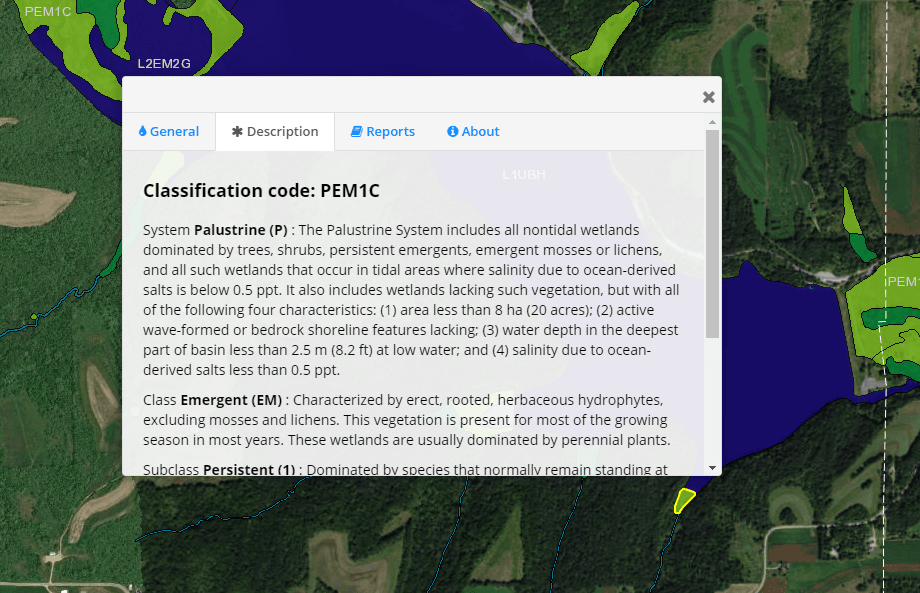 PEM1C
L2EM2G
General
Description
Reports
About
L1UBH
Classification code: PEM1C
System Palustrine (P) : The Palustrine System includes all nontidal wetlands
dominated by trees, shrubs, persistent emergents, emergent mosses or lichens,
and all such wetlands that occur in tidal areas where salinity due to ocean-derived
salts is below 0.5 ppt. It also includes wetlands lacking such vegetation, but with all
of the following four characteristics: (1) area less than 8 ha (20 acres); (2) active
wave-formed or bedrock shoreline features lacking; (3) water depth in the deepest
part of basin less than 2.5 m (8.2 ft) at low water; and (4) salinity due to ocean-
derived salts less than 0.5 ppt.
PEM1
Class Emergent (EM) : Characterized by erect, rooted, herbaceous hydrophytes,
excluding mosses and lichens. This vegetation is present for most of the growing
season in most years. These wetlands are usually dominated by perennial plants.
Subclass Persistent (1) : Dominated by species that normally remain standing at